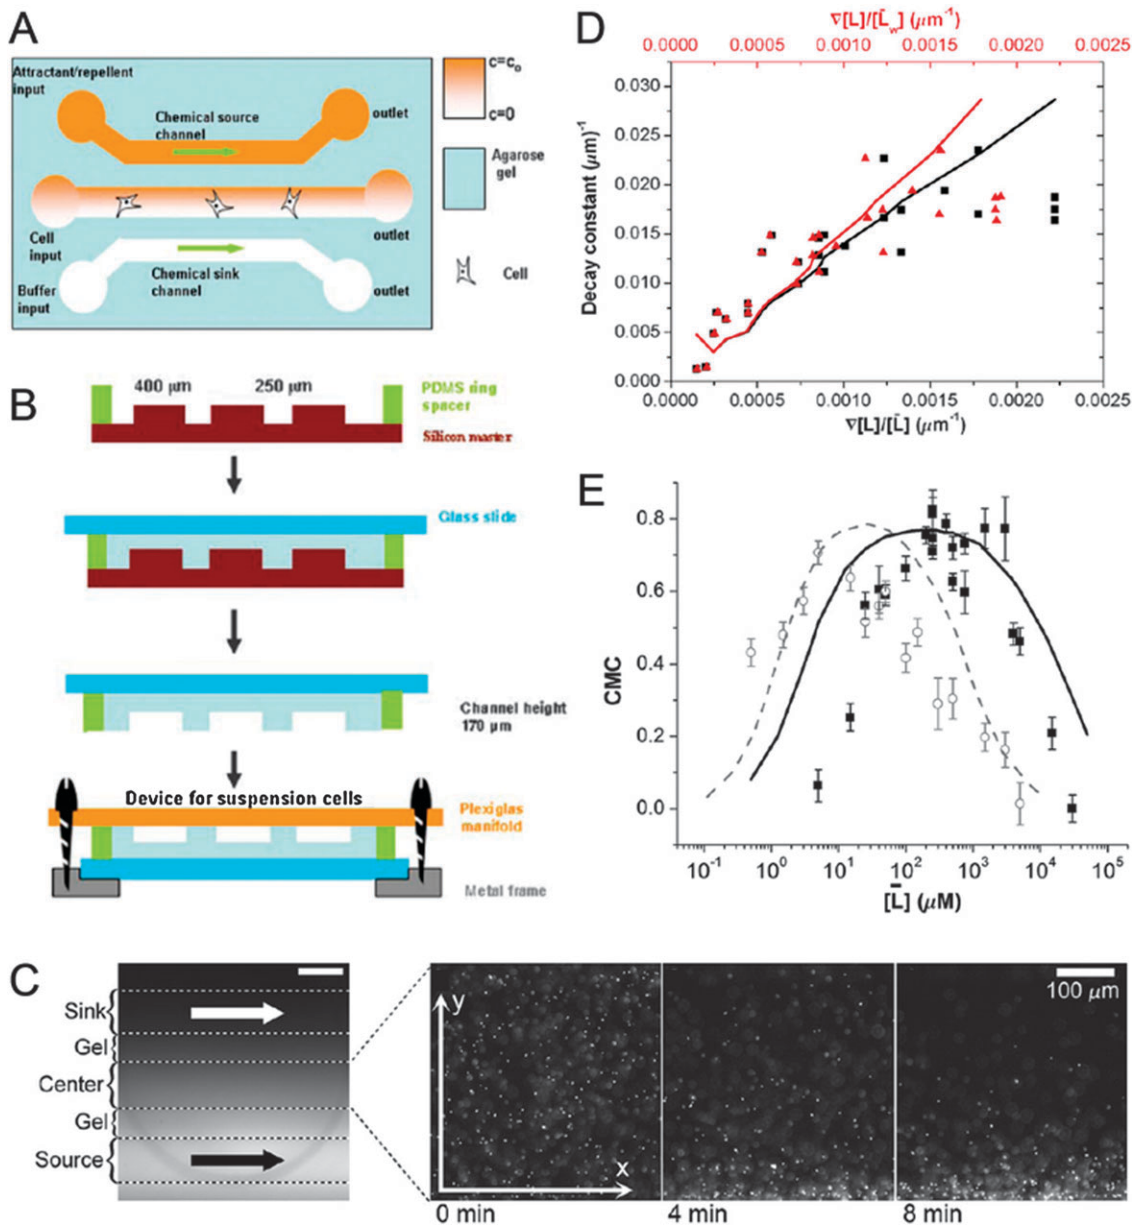 A
Attractant/repellent
input
outlet
Chemical source
channel
c=c₀
c=0
Agarose
gel
Cell
input
outlet
Chemical sink
channel
Cell
Buffer
input
outlet
B
400 μm
250 μm
PDMS ring
spacer
Silicon master
Glass slide
Channel height
170 μm
Device for suspension cells
Plexiglas
manifold
Metal frame
C
Sink
Gel
Center
Gel
Source
y
x
100 μm
0 min
4 min
8 min
D
∇[L]/[L̄w] (μm⁻¹)
0.0000 0.0005 0.0010 0.0015 0.0020 0.0025
Decay constant (μm)⁻¹
0.030
0.025
0.020
0.015
0.010
0.005
0.000
0.0000 0.0005 0.0010 0.0015 0.0020 0.0025
∇[L]/[L̄] (μm⁻¹)
E
CMC
0.8
0.6
0.4
0.2
0.0
10⁻¹ 10⁰ 10¹ 10² 10³ 10⁴ 10⁵
[L̄] (μM)